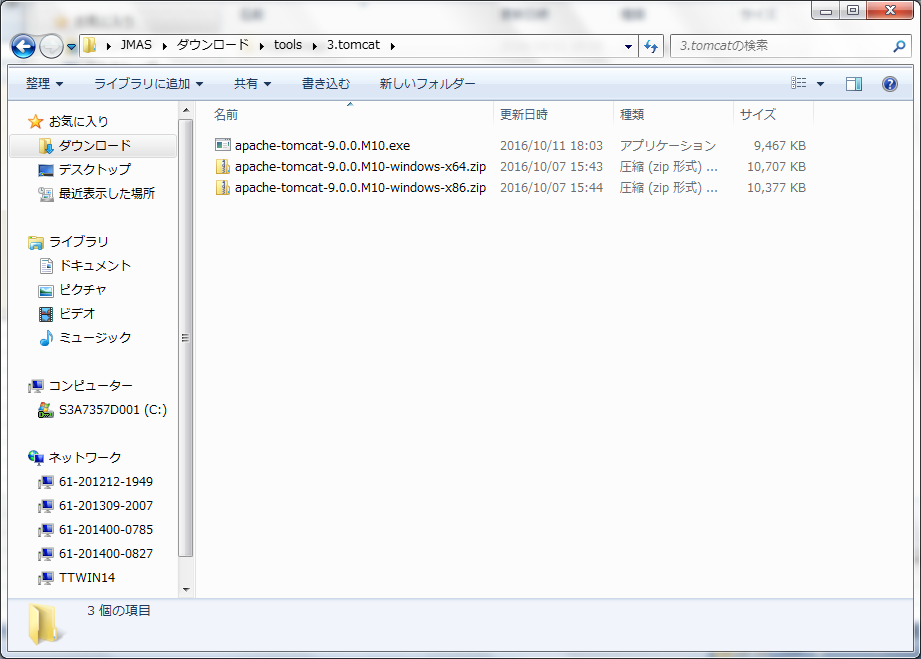 JMAS ダウンロード tools 3.tomcat 3.tomcatの検索
整理 ライブラリに追加 共有 書き込む 新しいフォルダー
お気に入り
ダウンロード
デスクトップ
最近表示した場所
ライブラリ
ドキュメント
ピクチャ
ビデオ
ミュージック
コンピューター
S3A7357D001 (C:)
ネットワーク
61-201212-1949
61-201309-2007
61-201400-0785
61-201400-0827
TTWIN14
名前 更新日時 種類 サイズ
apache-tomcat-9.0.0.M10.exe 2016/10/11 18:03 アプリケーション 9,467 KB
apache-tomcat-9.0.0.M10-windows-x64.zip 2016/10/07 15:43 圧縮 (zip 形式) ... 10,707 KB
apache-tomcat-9.0.0.M10-windows-x86.zip 2016/10/07 15:44 圧縮 (zip 形式) ... 10,377 KB
3 個の項目